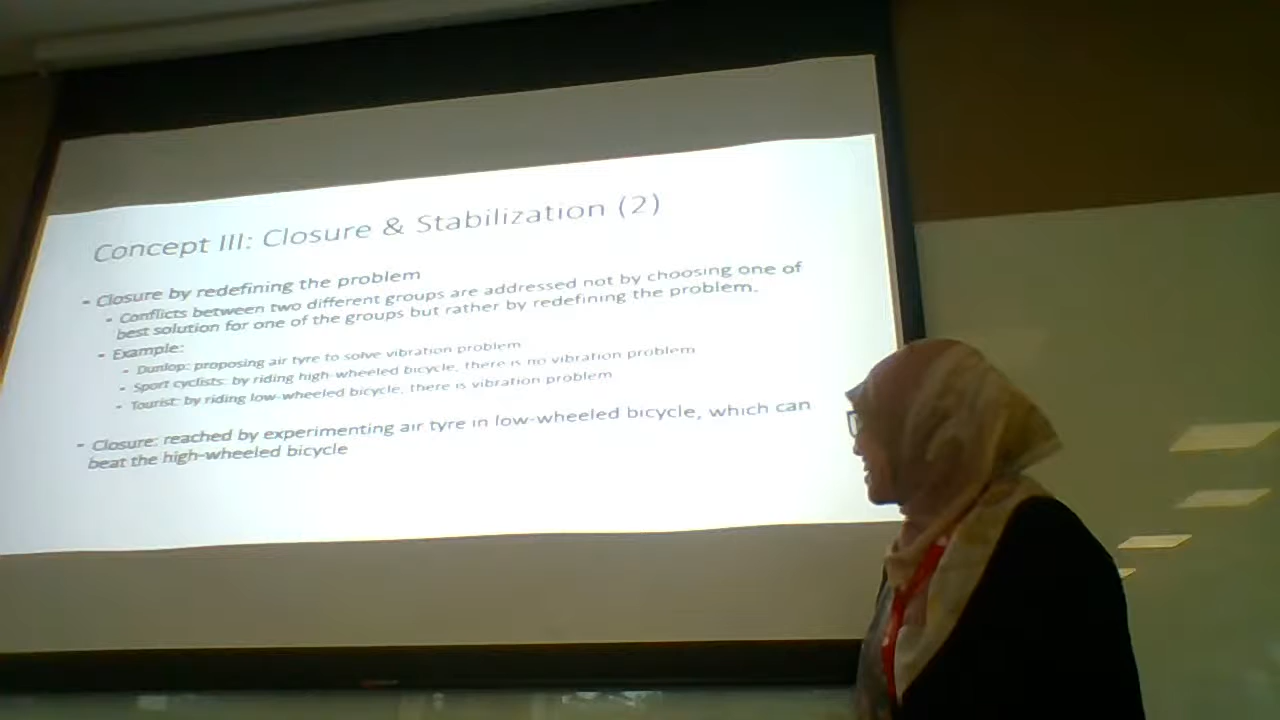 Concept III: Closure & Stabilization (2)
- Closure by redefining the problem
- Conflicts between two different groups are addressed not by choosing one of
best solution for one of the groups but rather by redefining the problem.
- Example:
- Dunlop: proposing air tyre to solve vibration problem
- Sport cyclists: by riding high-wheeled bicycle, there is no vibration problem
- Tourist: by riding low-wheeled bicycle, there is vibration problem
- Closure: reached by experimenting air tyre in low-wheeled bicycle, which can
beat the high-wheeled bicycle